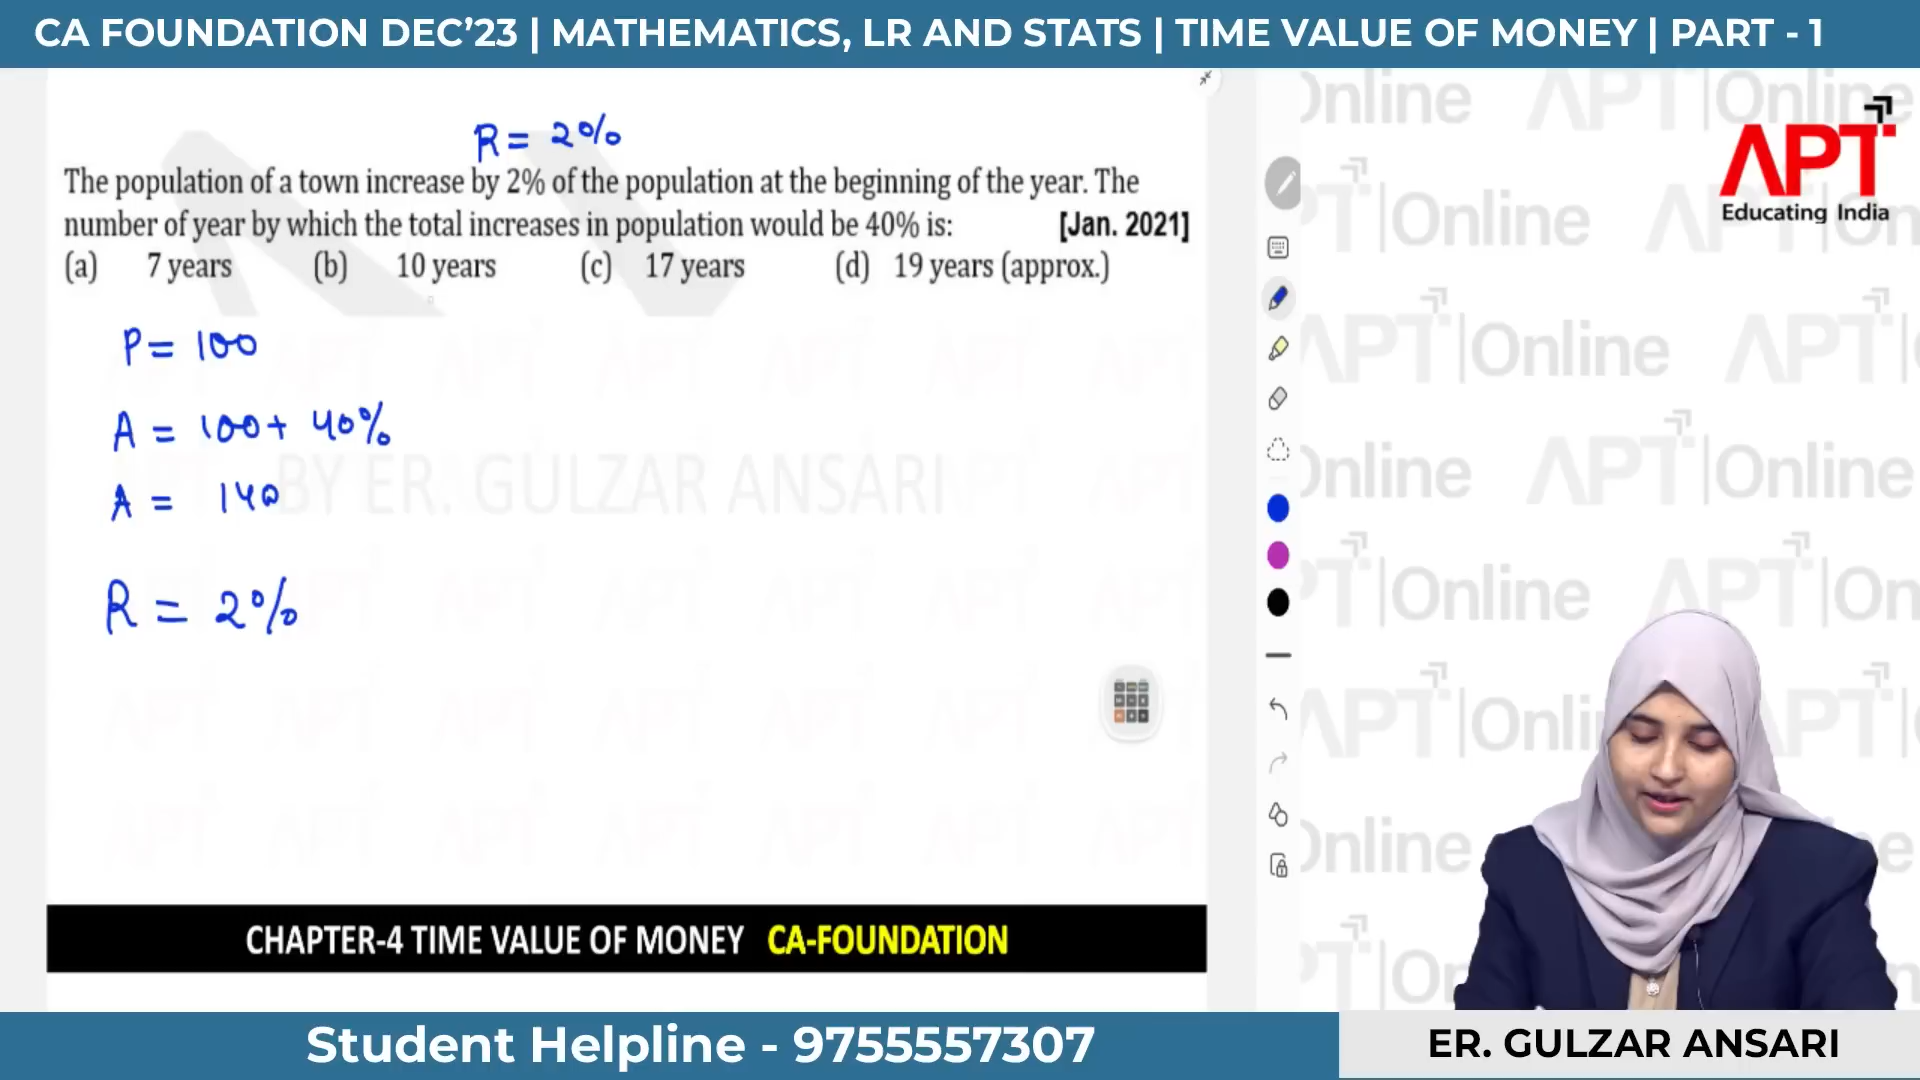 CA FOUNDATION DEC’23 | MATHEMATICS, LR AND STATS | TIME VALUE OF MONEY | PART - 1
R = 2%
The population of a town increase by 2% of the population at the beginning of the year. The
number of year by which the total increases in population would be 40% is: [Jan. 2021]
(a) 7 years (b) 10 years (c) 17 years (d) 19 years (approx.)
P = 100
A = 100 + 40%
A = 140
R = 2%
BY ER. GULZAR ANSARI
APT
Educating India
APT|Online
CHAPTER-4 TIME VALUE OF MONEY CA-FOUNDATION
Student Helpline - 9755557307
ER. GULZAR ANSARI